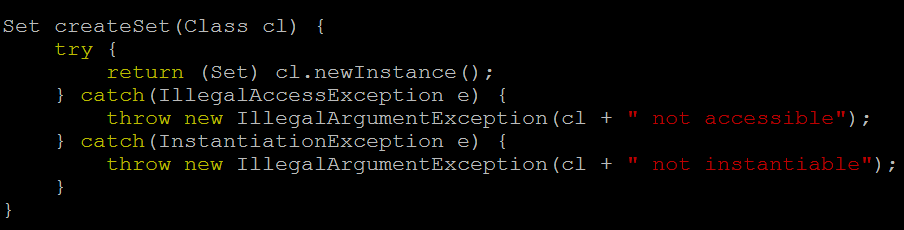 Set createSet(Class cl) {
    try {
        return (Set) cl.newInstance();
    } catch(IllegalAccessException e) {
        throw new IllegalArgumentException(cl + " not accessible");
    } catch(InstantiationException e) {
        throw new IllegalArgumentException(cl + " not instantiable");
    }
}